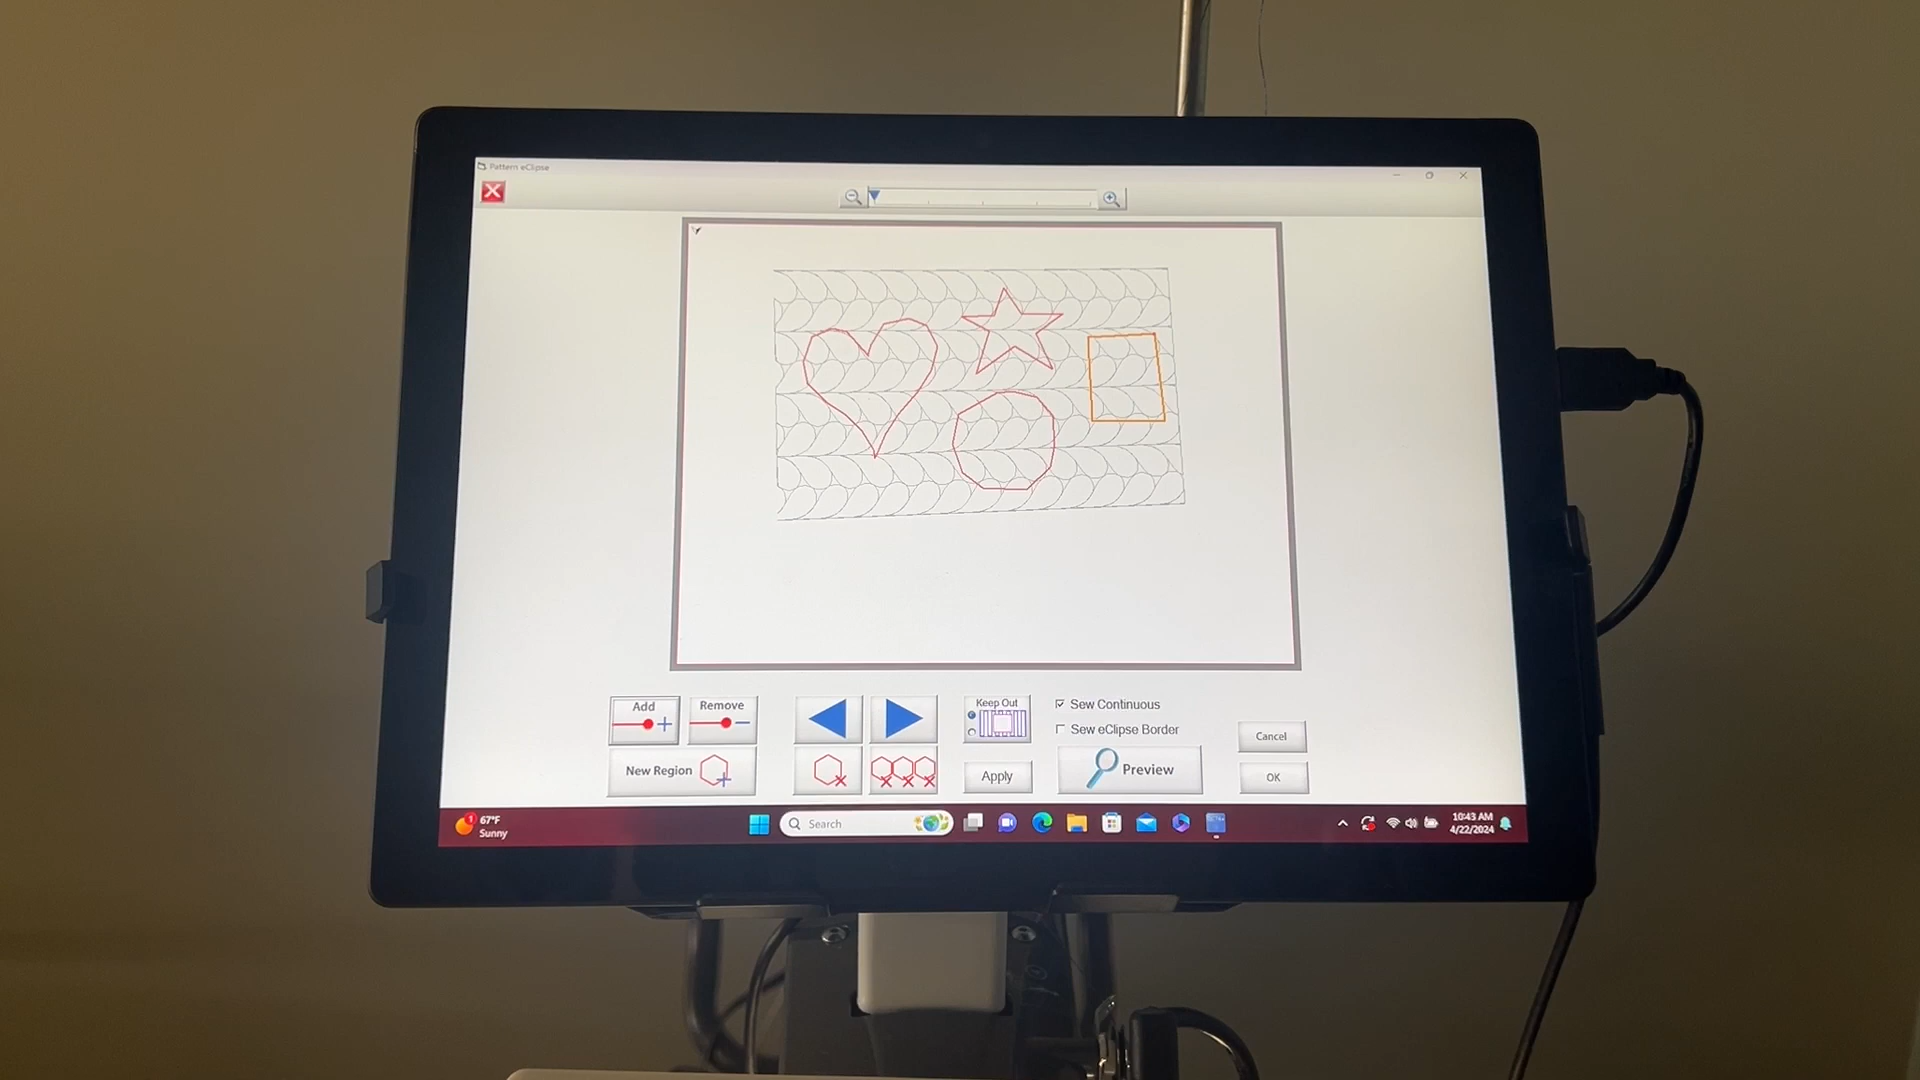 Pattern eClipse
Add
Remove
New Region
Keep Out
Apply
Sew Continuous
Sew eClipse Border
Preview
Cancel
OK
1
67°F
Sunny
Search
10:43 AM
4/22/2024